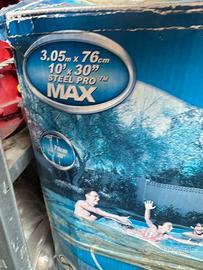 3.05m x 76cm
10' x 30"
STEEL PRO™
MAX